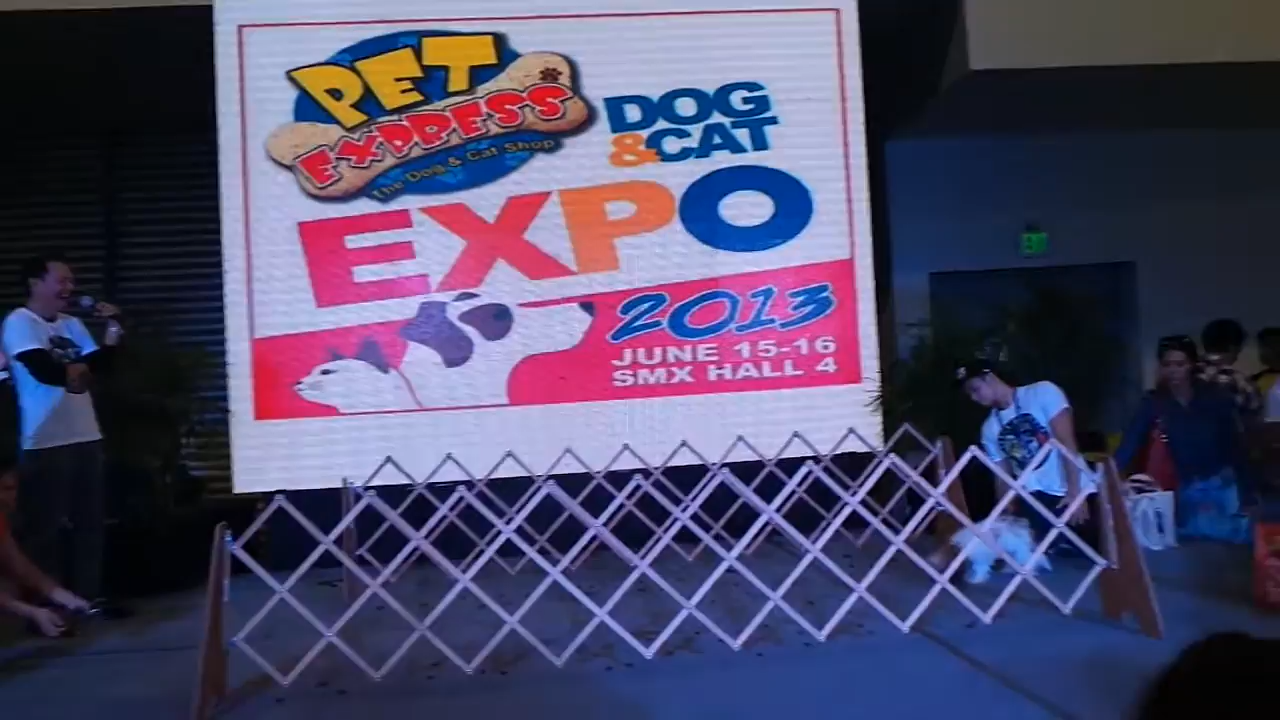 PET
EXPRESS
The Dog & Cat Shop
DOG
&CAT
EXPO
2013
JUNE 15-16
SMX HALL 4